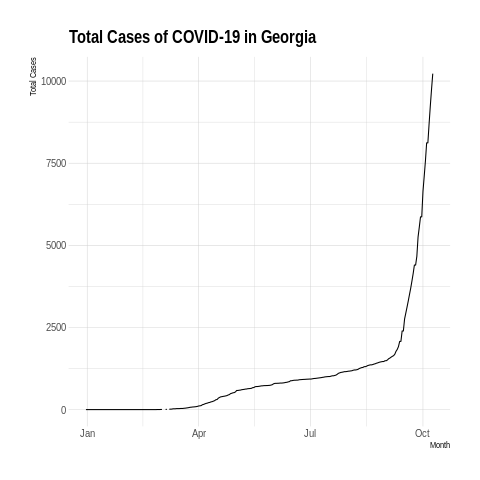 Total Cases of COVID-19 in Georgia
Total Cases
10000
7500
5000
2500
0
Jan Apr Jul Oct
Month